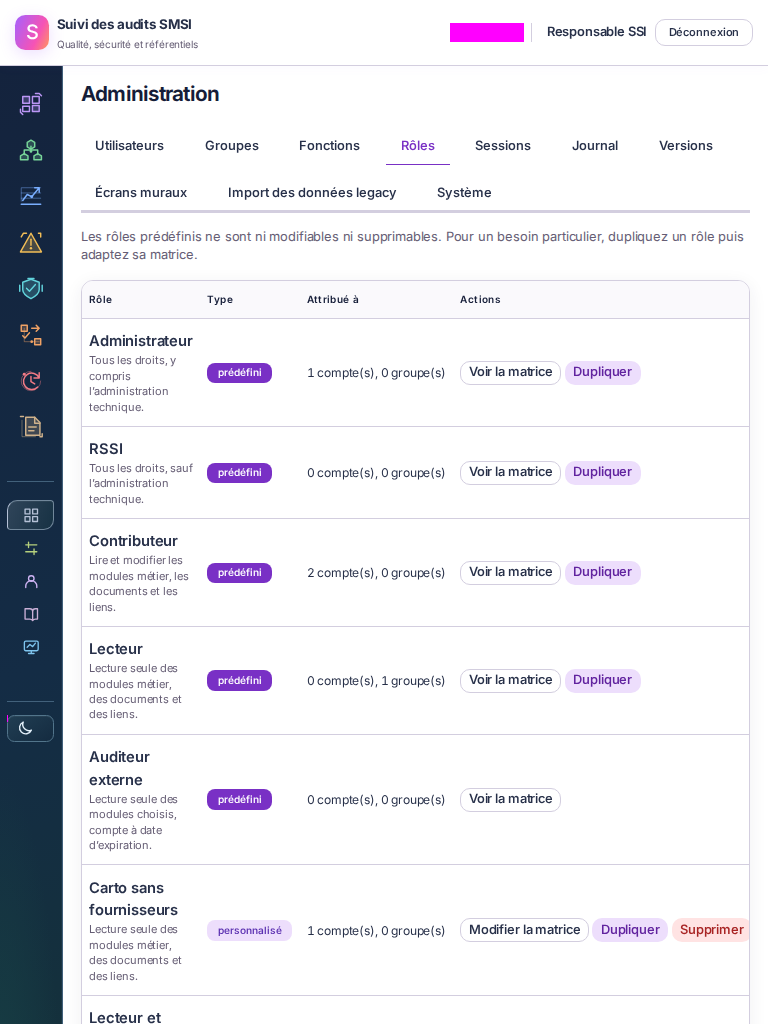 S
Suivi des audits SMSI
Qualité, sécurité et référentiels
Responsable SSI
Déconnexion
Administration
Utilisateurs
Groupes
Fonctions
Rôles
Sessions
Journal
Versions
Écrans muraux
Import des données legacy
Système
Les rôles prédéfinis ne sont ni modifiables ni supprimables. Pour un besoin particulier, dupliquez un rôle puis
adaptez sa matrice.
Rôle
Type
Attribué à
Actions
Administrateur
Tous les droits, y
compris
l'administration
technique.
prédéfini
1 compte(s), 0 groupe(s)
Voir la matrice
Dupliquer
RSSI
Tous les droits, sauf
l'administration
technique.
prédéfini
0 compte(s), 0 groupe(s)
Voir la matrice
Dupliquer
Contributeur
Lire et modifier les
modules métier, les
documents et les
liens.
prédéfini
2 compte(s), 0 groupe(s)
Voir la matrice
Dupliquer
Lecteur
Lecture seule des
modules métier,
des documents et
des liens.
prédéfini
0 compte(s), 1 groupe(s)
Voir la matrice
Dupliquer
Auditeur
externe
Lecture seule des
modules choisis,
compte à date
d'expiration.
prédéfini
0 compte(s), 0 groupe(s)
Voir la matrice
Carto sans
fournisseurs
Lecture seule des
modules métier,
des documents et
des liens.
personnalisé
1 compte(s), 0 groupe(s)
Modifier la matrice
Dupliquer
Supprimer
Lecteur et